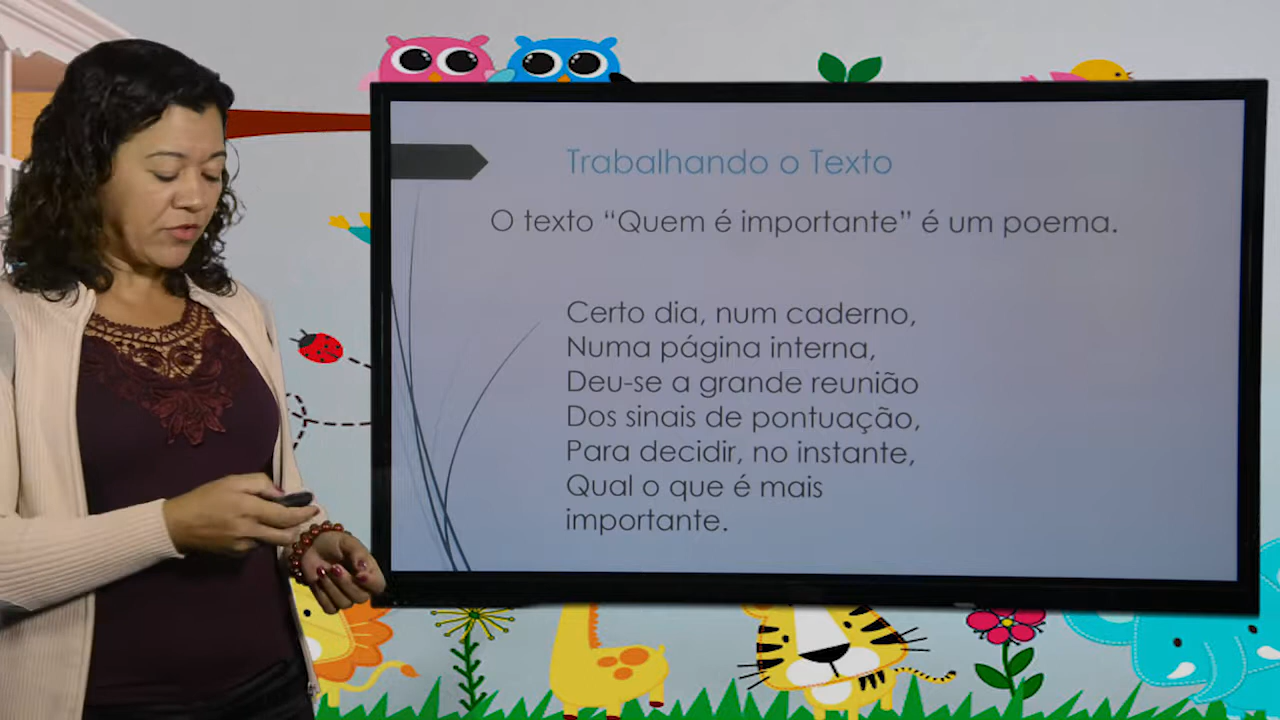 Trabalhando o Texto
O texto “Quem é importante” é um poema.
Certo dia, num caderno,
Numa página interna,
Deu-se a grande reunião
Dos sinais de pontuação,
Para decidir, no instante,
Qual o que é mais
importante.